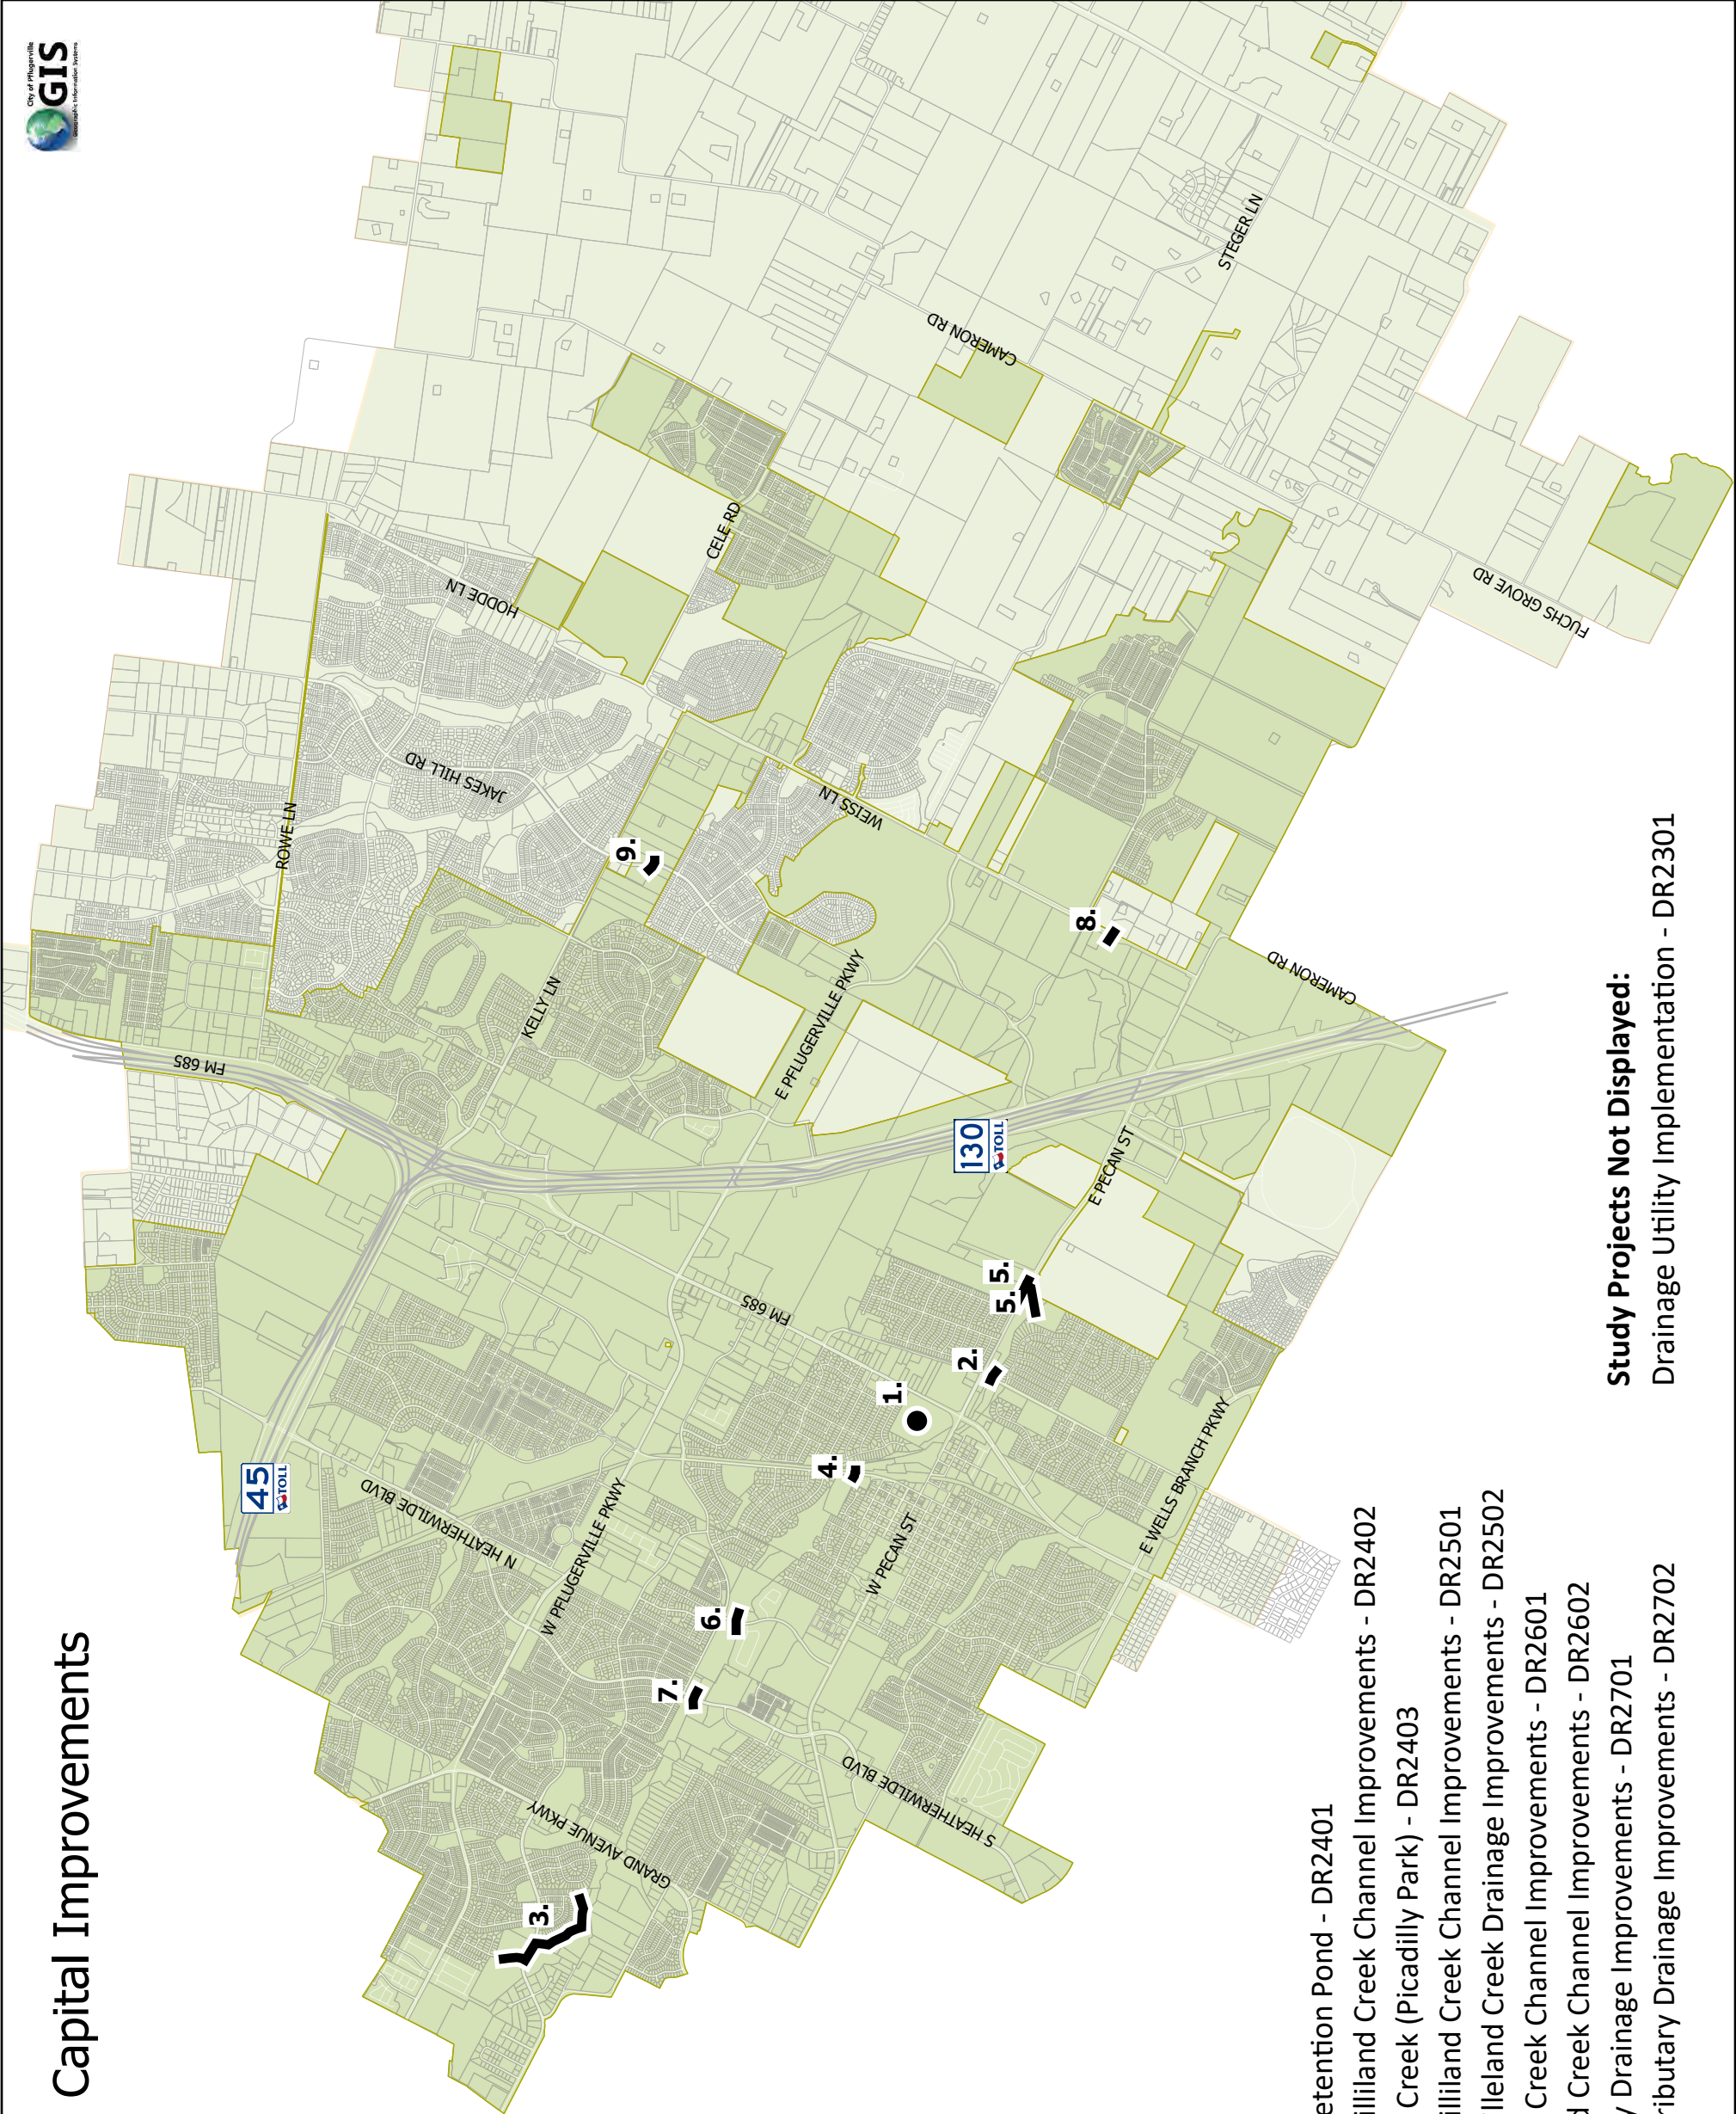 Capital Improvements
City of Pflugerville
GIS
Geographic Information Systems
45
TOLL
130
TOLL
FM 685
ROWE LN
HODDE LN
JAKES HILL RD
KELLY LN
CELE RD
CAMERON RD
STEGER LN
WEISS LN
E PFLUGERVILLE PKWY
FUCHS GROVE RD
CAMERON RD
E PECAN ST
FM 685
N HEATHERWILDE BLVD
W PFLUGERVILLE PKWY
W PECAN ST
E WELLS BRANCH PKWY
GRAND AVENUE PKWY
S HEATHERWILDE BLVD
1.
2.
3.
4.
5.
5.
6.
7.
8.
9.
etention Pond - DR2401
illiland Creek Channel Improvements - DR2402
Creek (Picadilly Park) - DR2403
illiland Creek Channel Improvements - DR2501
lleland Creek Drainage Improvements - DR2502
Creek Channel Improvements - DR2601
d Creek Channel Improvements - DR2602
y Drainage Improvements - DR2701
ributary Drainage Improvements - DR2702
Study Projects Not Displayed:
Drainage Utility Implementation - DR2301